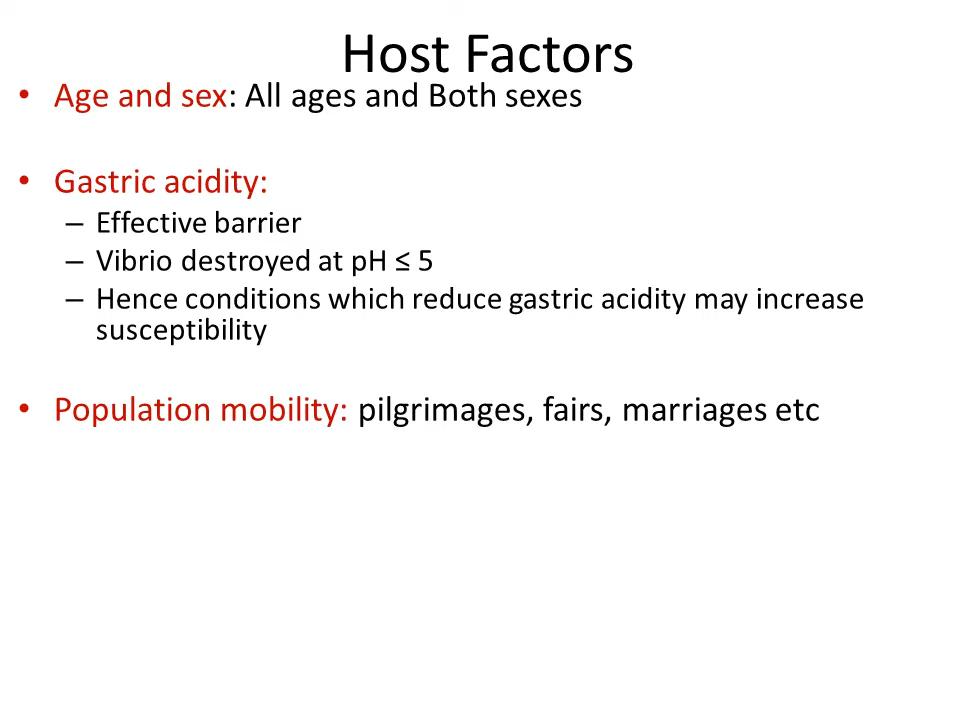 Host Factors
• Age and sex: All ages and Both sexes
• Gastric acidity:
– Effective barrier
– Vibrio destroyed at pH ≤ 5
– Hence conditions which reduce gastric acidity may increase
susceptibility
• Population mobility: pilgrimages, fairs, marriages etc